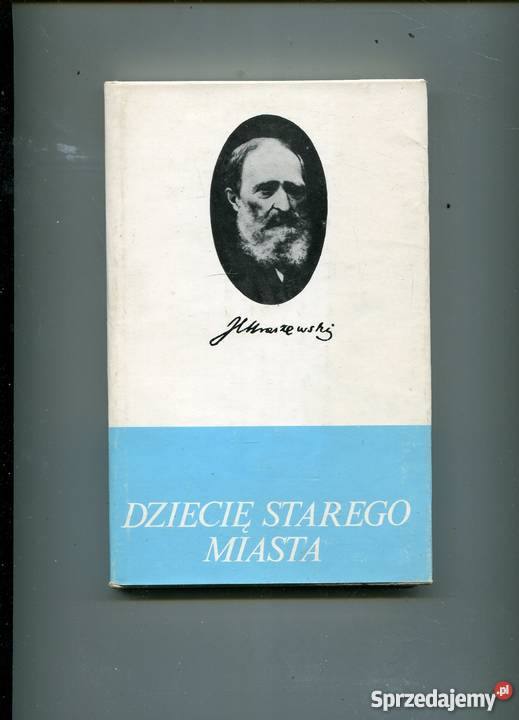 JIKraszewski
DZIECIĘ STAREGO
MIASTA
Sprzedajemy.pl